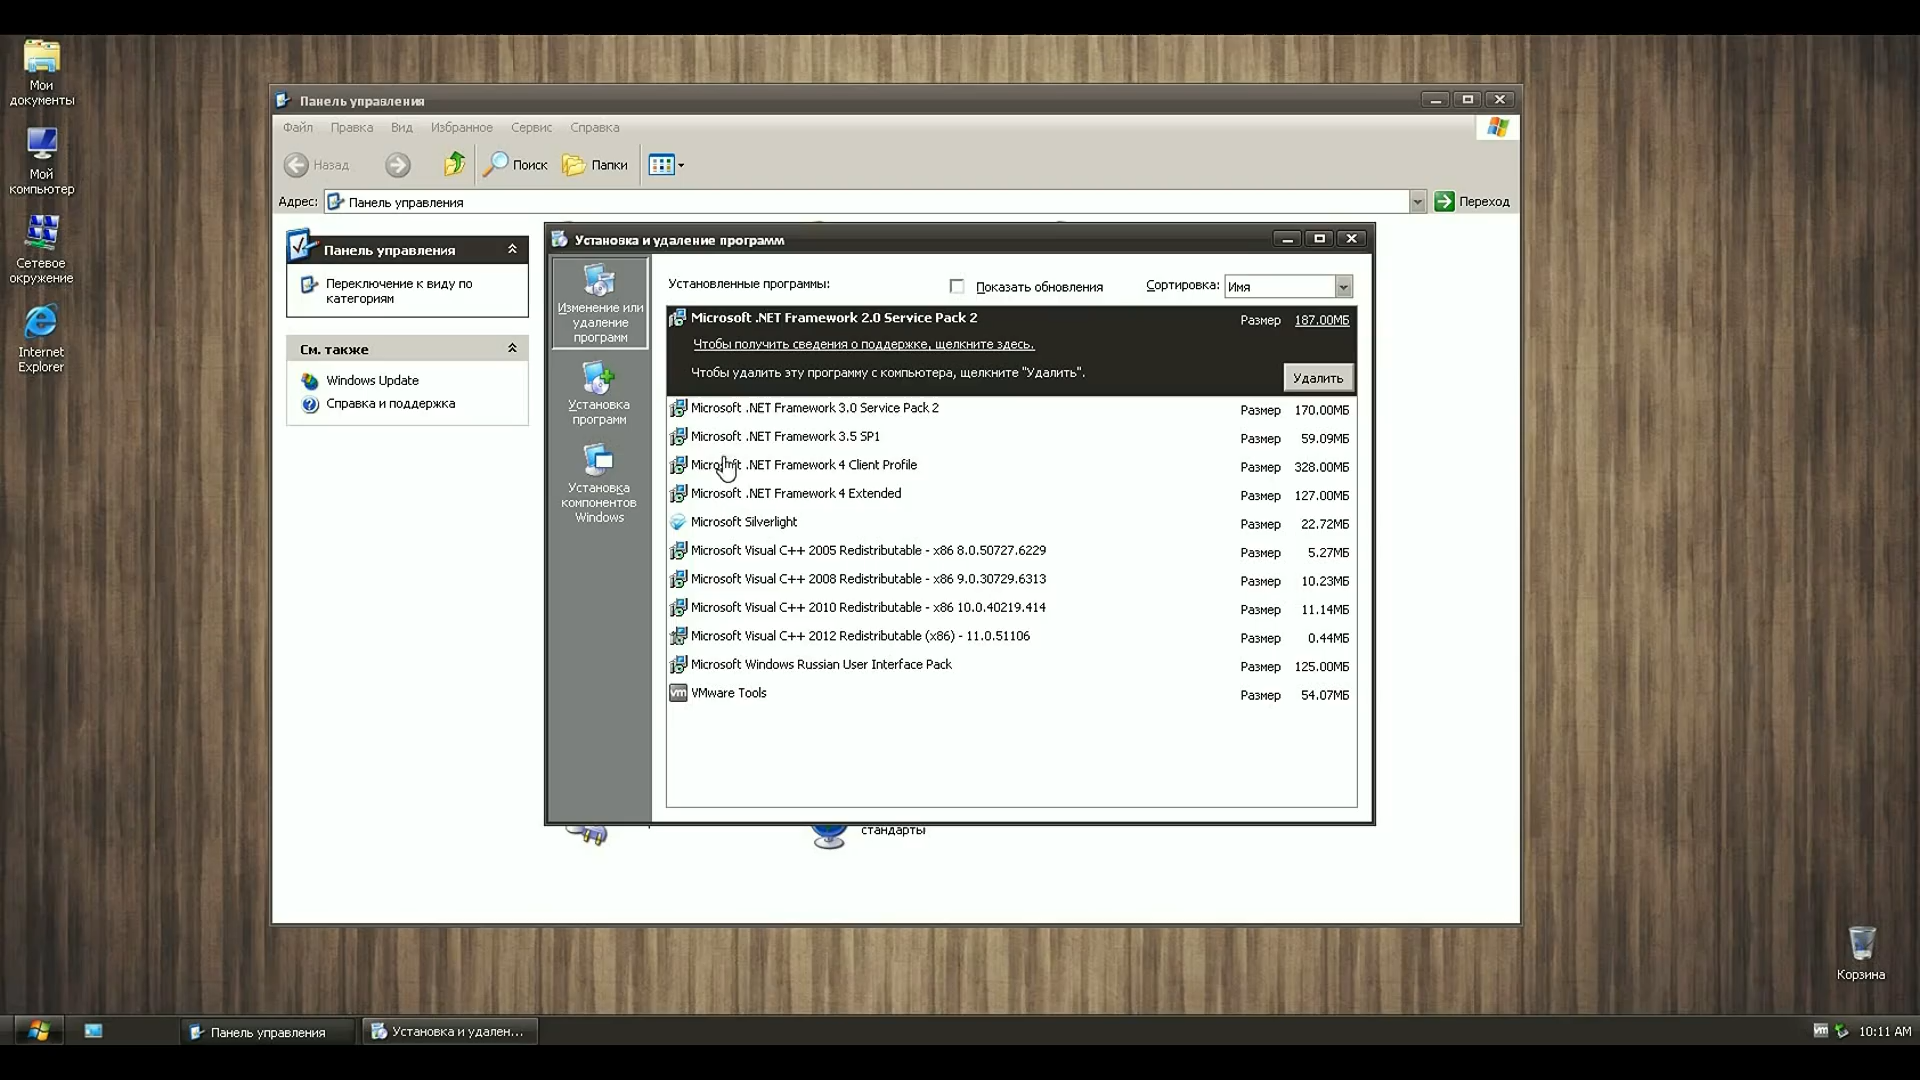 Мои
документы
Мой
компьютер
Сетевое
окружение
Internet
Explorer
Панель управления
Файл Правка Вид Избранное Сервис Справка
Назад Поиск Папки
Адрес: Панель управления Переход
Панель управления
Переключение к виду по
категориям
См. также
Windows Update
Справка и поддержка
Установка и удаление программ
Изменение или
удаление
программ
Установка
программ
Установка
компонентов
Windows
Установленные программы: Показать обновления Сортировка: Имя
Microsoft .NET Framework 2.0 Service Pack 2 Размер 187.00МБ
Чтобы получить сведения о поддержке, щелкните здесь.
Чтобы удалить эту программу с компьютера, щелкните "Удалить". Удалить
Microsoft .NET Framework 3.0 Service Pack 2 Размер 170.00МБ
Microsoft .NET Framework 3.5 SP1 Размер 59.09МБ
Microsoft .NET Framework 4 Client Profile Размер 328.00МБ
Microsoft .NET Framework 4 Extended Размер 127.00МБ
Microsoft Silverlight Размер 22.72МБ
Microsoft Visual C++ 2005 Redistributable - x86 8.0.50727.6229 Размер 5.27МБ
Microsoft Visual C++ 2008 Redistributable - x86 9.0.30729.6313 Размер 10.23МБ
Microsoft Visual C++ 2010 Redistributable - x86 10.0.40219.414 Размер 11.14МБ
Microsoft Visual C++ 2012 Redistributable (x86) - 11.0.51106 Размер 0.44МБ
Microsoft Windows Russian User Interface Pack Размер 125.00МБ
vm VMware Tools Размер 54.07МБ
стандарты
Корзина
Панель управления Установка и удален... vm 10:11 AM